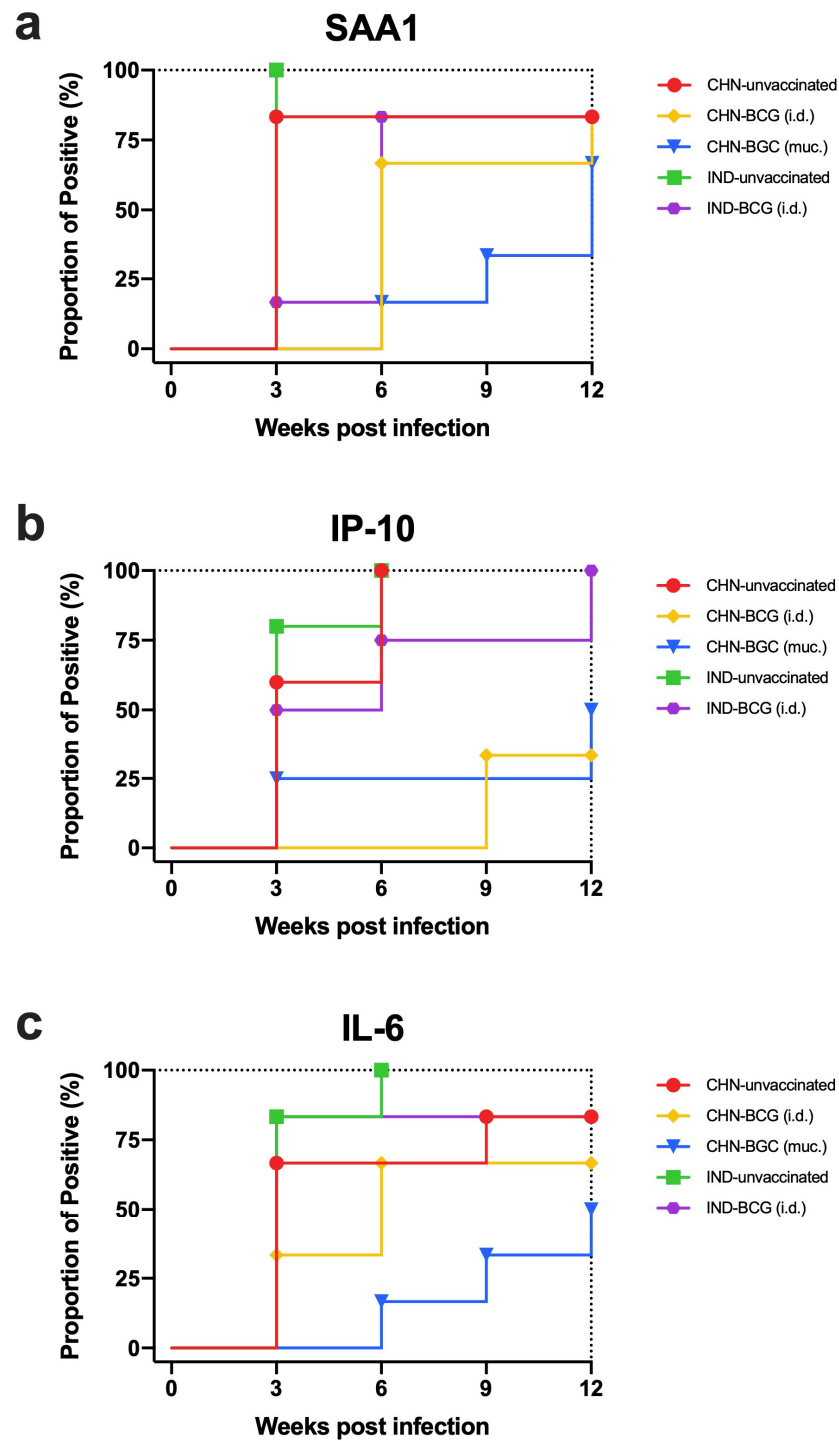 a
SAA1
Proportion of Positive (%)
100
75
50
25
0
0 3 6 9 12
Weeks post infection
CHN-unvaccinated
CHN-BCG (i.d.)
CHN-BGC (muc.)
IND-unvaccinated
IND-BCG (i.d.)
b
IP-10
Proportion of Positive (%)
100
75
50
25
0
0 3 6 9 12
Weeks post infection
CHN-unvaccinated
CHN-BCG (i.d.)
CHN-BGC (muc.)
IND-unvaccinated
IND-BCG (i.d.)
c
IL-6
Proportion of Positive (%)
100
75
50
25
0
0 3 6 9 12
Weeks post infection
CHN-unvaccinated
CHN-BCG (i.d.)
CHN-BGC (muc.)
IND-unvaccinated
IND-BCG (i.d.)